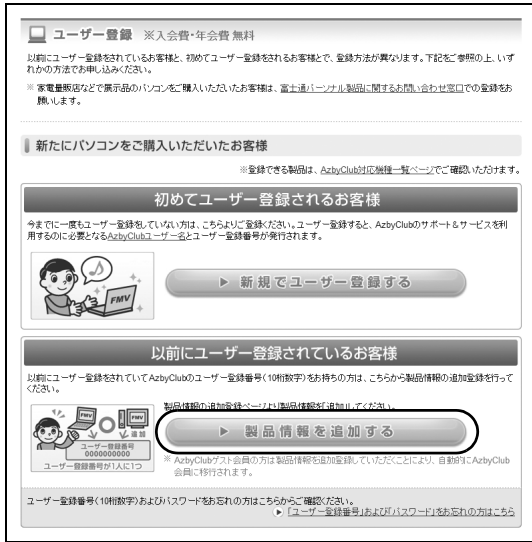 ユーザー登録 ※入会費・年会費 無料
以前にユーザー登録をされているお客様と、初めてユーザー登録をされるお客様とで、登録方法が異なります。下記をご参照の上、いず
れかの方法でお申し込みください。
※ 家電量販店などで展示品のパソコンをご購入いただいたお客様は、富士通パーソナル製品に関するお問い合わせ窓口での登録をお
願いします。
新たにパソコンをご購入いただいたお客様
※登録できる製品は、AzbyClub対応機種一覧ページでご確認いただけます。
初めてユーザー登録されるお客様
今までに一度もユーザー登録をしていない方は、こちらよりご登録ください。ユーザー登録すると、AzbyClubのサポート&サービスを利
用するのに必要となるAzbyClubユーザー名とユーザー登録番号が発行されます。
FMV
新規でユーザー登録する
以前にユーザー登録されているお客様
以前にユーザー登録をされていてAzbyClubのユーザー登録番号(10桁数字)をお持ちの方は、こちらから製品情報の追加登録を行って
ください。
製品情報の追加登録ページより製品情報を「追加」してください。
FMV
FMV
追加
ユーザー登録番号
0000000000
ユーザー登録番号が1人に1つ
製品情報を追加する
※ AzbyClubゲスト会員の方は製品情報を追加登録していただくことにより、自動的にAzbyClub
会員に移行されます。
ユーザー登録番号(10桁数字)およびパスワードをお忘れの方はこちらからご確認ください。
「ユーザー登録番号」および「パスワード」をお忘れの方はこちら